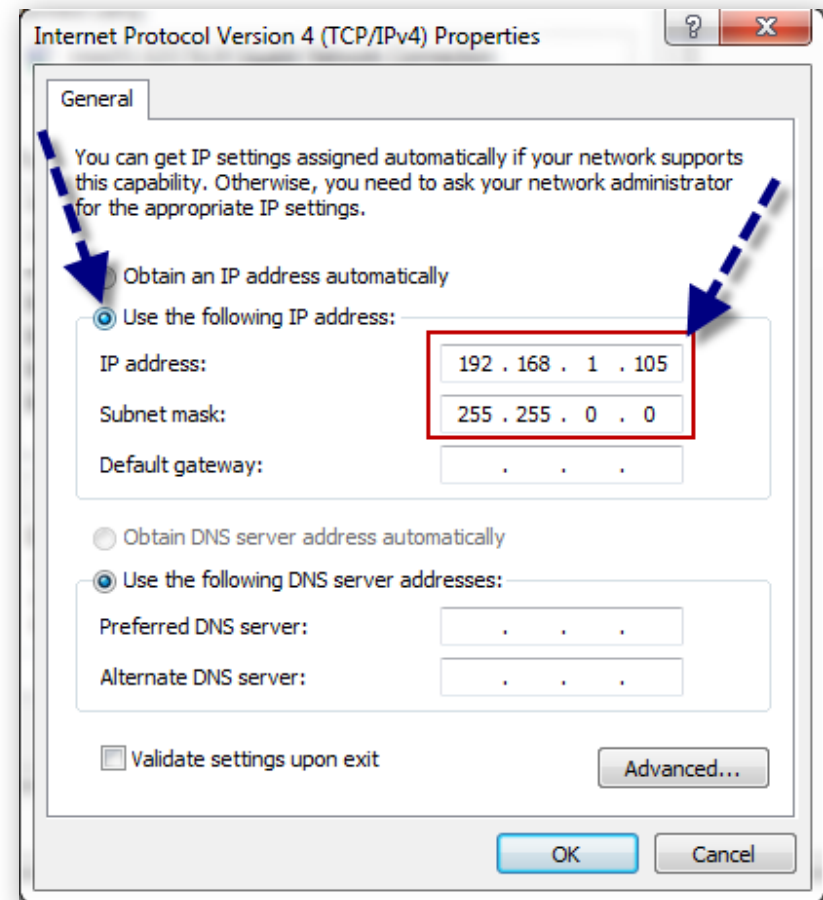 Internet Protocol Version 4 (TCP/IPv4) Properties
General
You can get IP settings assigned automatically if your network supports
this capability. Otherwise, you need to ask your network administrator
for the appropriate IP settings.
Obtain an IP address automatically
Use the following IP address:
IP address: 192 . 168 . 1 . 105
Subnet mask: 255 . 255 . 0 . 0
Default gateway: . . .
Obtain DNS server address automatically
Use the following DNS server addresses:
Preferred DNS server: . . .
Alternate DNS server: . . .
Validate settings upon exit
Advanced...
OK Cancel